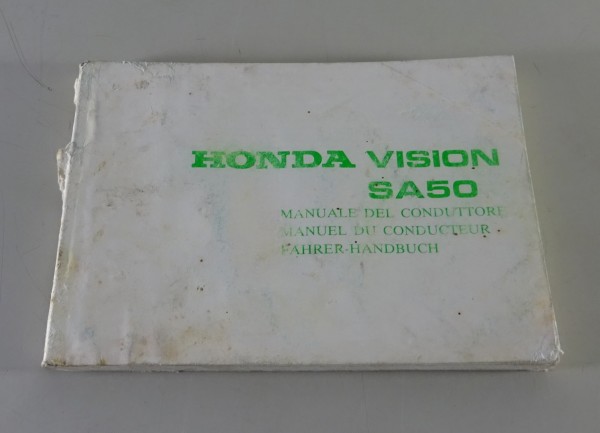 HONDA VISION
SA50
MANUALE DEL CONDUTTORE
MANUEL DU CONDUCTEUR
FAHRER-HANDBUCH